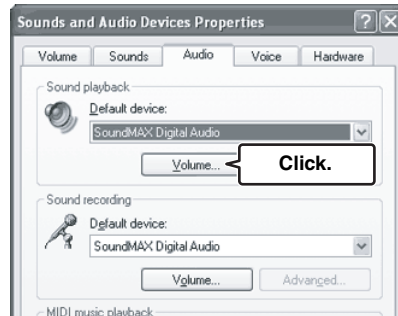 Sounds and Audio Devices Properties
Volume Sounds Audio Voice Hardware
Sound playback
Default device:
SoundMAX Digital Audio
Volume...
Click.
Sound recording
Default device:
SoundMAX Digital Audio
Volume... Advanced...
MIDI music playback